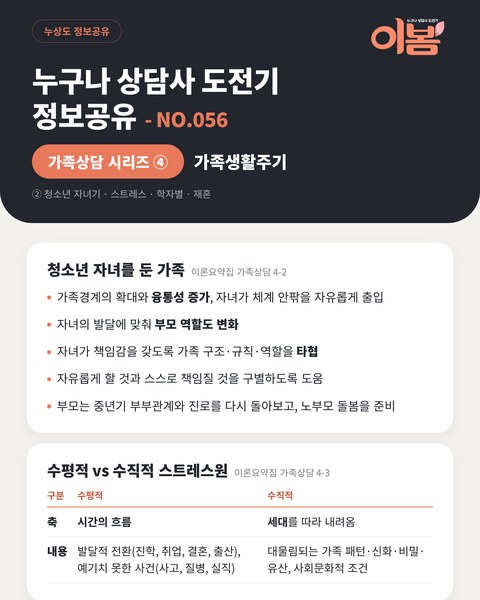 누상도 정보공유
누구나 상담사 도전기
이봄
누구나 상담사 도전기
정보공유 - NO.056
가족상담 시리즈 ④ 가족생활주기
② 청소년 자녀기 · 스트레스 · 학자별 · 재혼
청소년 자녀를 둔 가족 이론요약집 가족상담 4-2
• 가족경계의 확대와 융통성 증가, 자녀가 체계 안팎을 자유롭게 출입
• 자녀의 발달에 맞춰 부모 역할도 변화
• 자녀가 책임감을 갖도록 가족 구조·규칙·역할을 타협
• 자유롭게 할 것과 스스로 책임질 것을 구별하도록 도움
• 부모는 중년기 부부관계와 진로를 다시 돌아보고, 노부모 돌봄을 준비
수평적 vs 수직적 스트레스원 이론요약집 가족상담 4-3
구분 수평적 수직적
축 시간의 흐름 세대를 따라 내려옴
내용 발달적 전환(진학, 취업, 결혼, 출산), 대물림되는 가족 패턴·신화·비밀·
예기치 못한 사건(사고, 질병, 실직) 유산, 사회문화적 조건